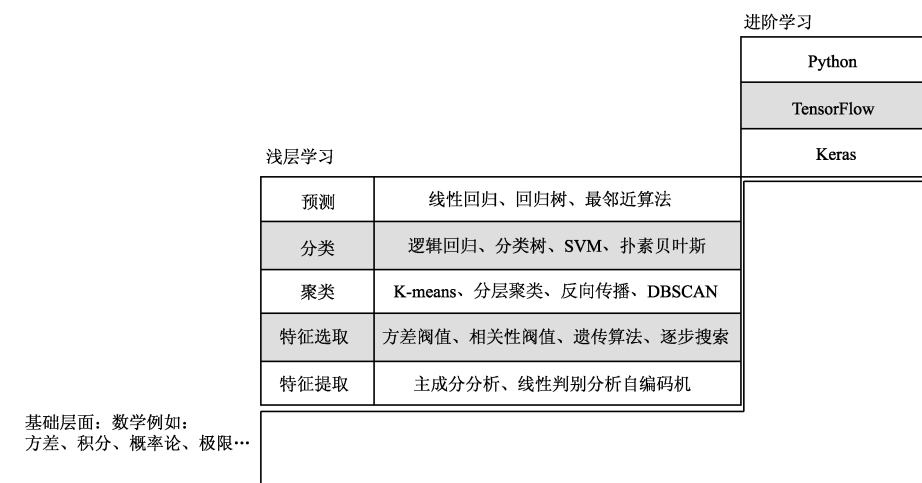 进阶学习
Python
TensorFlow
Keras
浅层学习
预测 线性回归、回归树、最邻近算法
分类 逻辑回归、分类树、SVM、扑素贝叶斯
聚类 K-means、分层聚类、反向传播、DBSCAN
特征选取 方差阀值、相关性阀值、遗传算法、逐步搜索
特征提取 主成分分析、线性判别分析自编码机
基础层面：数学例如：
方差、积分、概率论、极限…